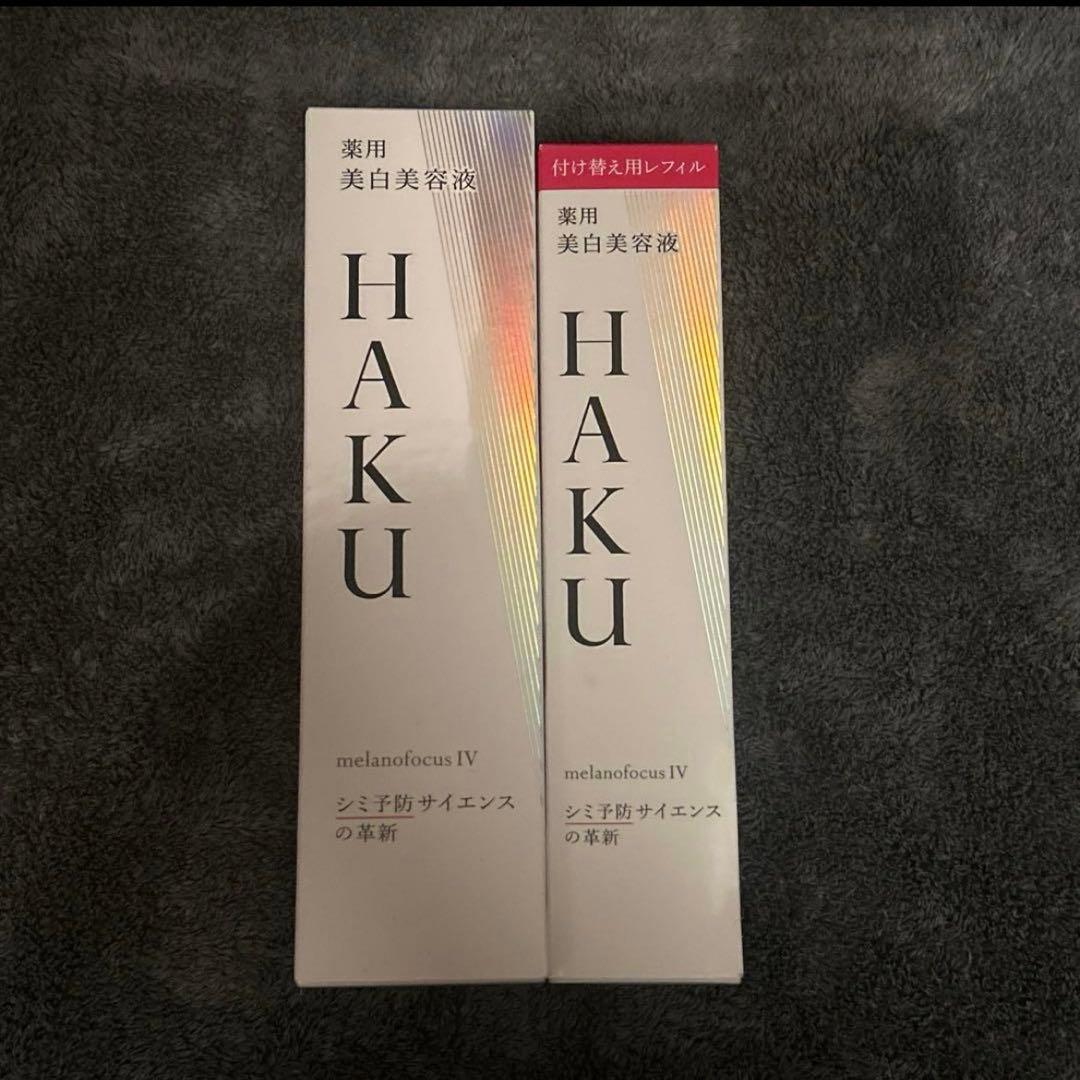 薬用
美白美容液
HAKU
melanofocus IV
シミ予防サイエンス
の革新
付け替え用レフィル
薬用
美白美容液
HAKU
melanofocus IV
シミ予防サイエンス
の革新